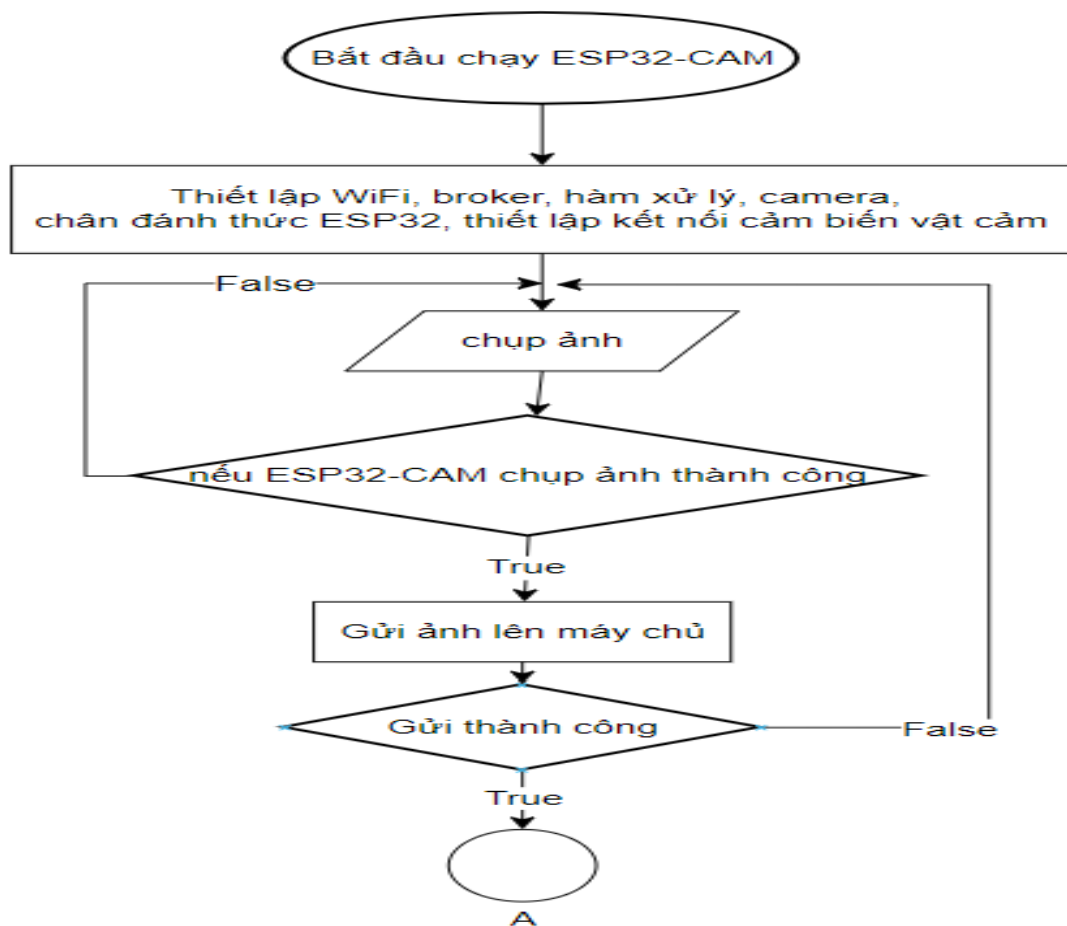 Bắt đầu chạy ESP32-CAM
Thiết lập WiFi, broker, hàm xử lý, camera,
chân đánh thức ESP32, thiết lập kết nối cảm biến vật cảm
False
chụp ảnh
nếu ESP32-CAM chụp ảnh thành công
True
Gửi ảnh lên máy chủ
Gửi thành công
False
True
A